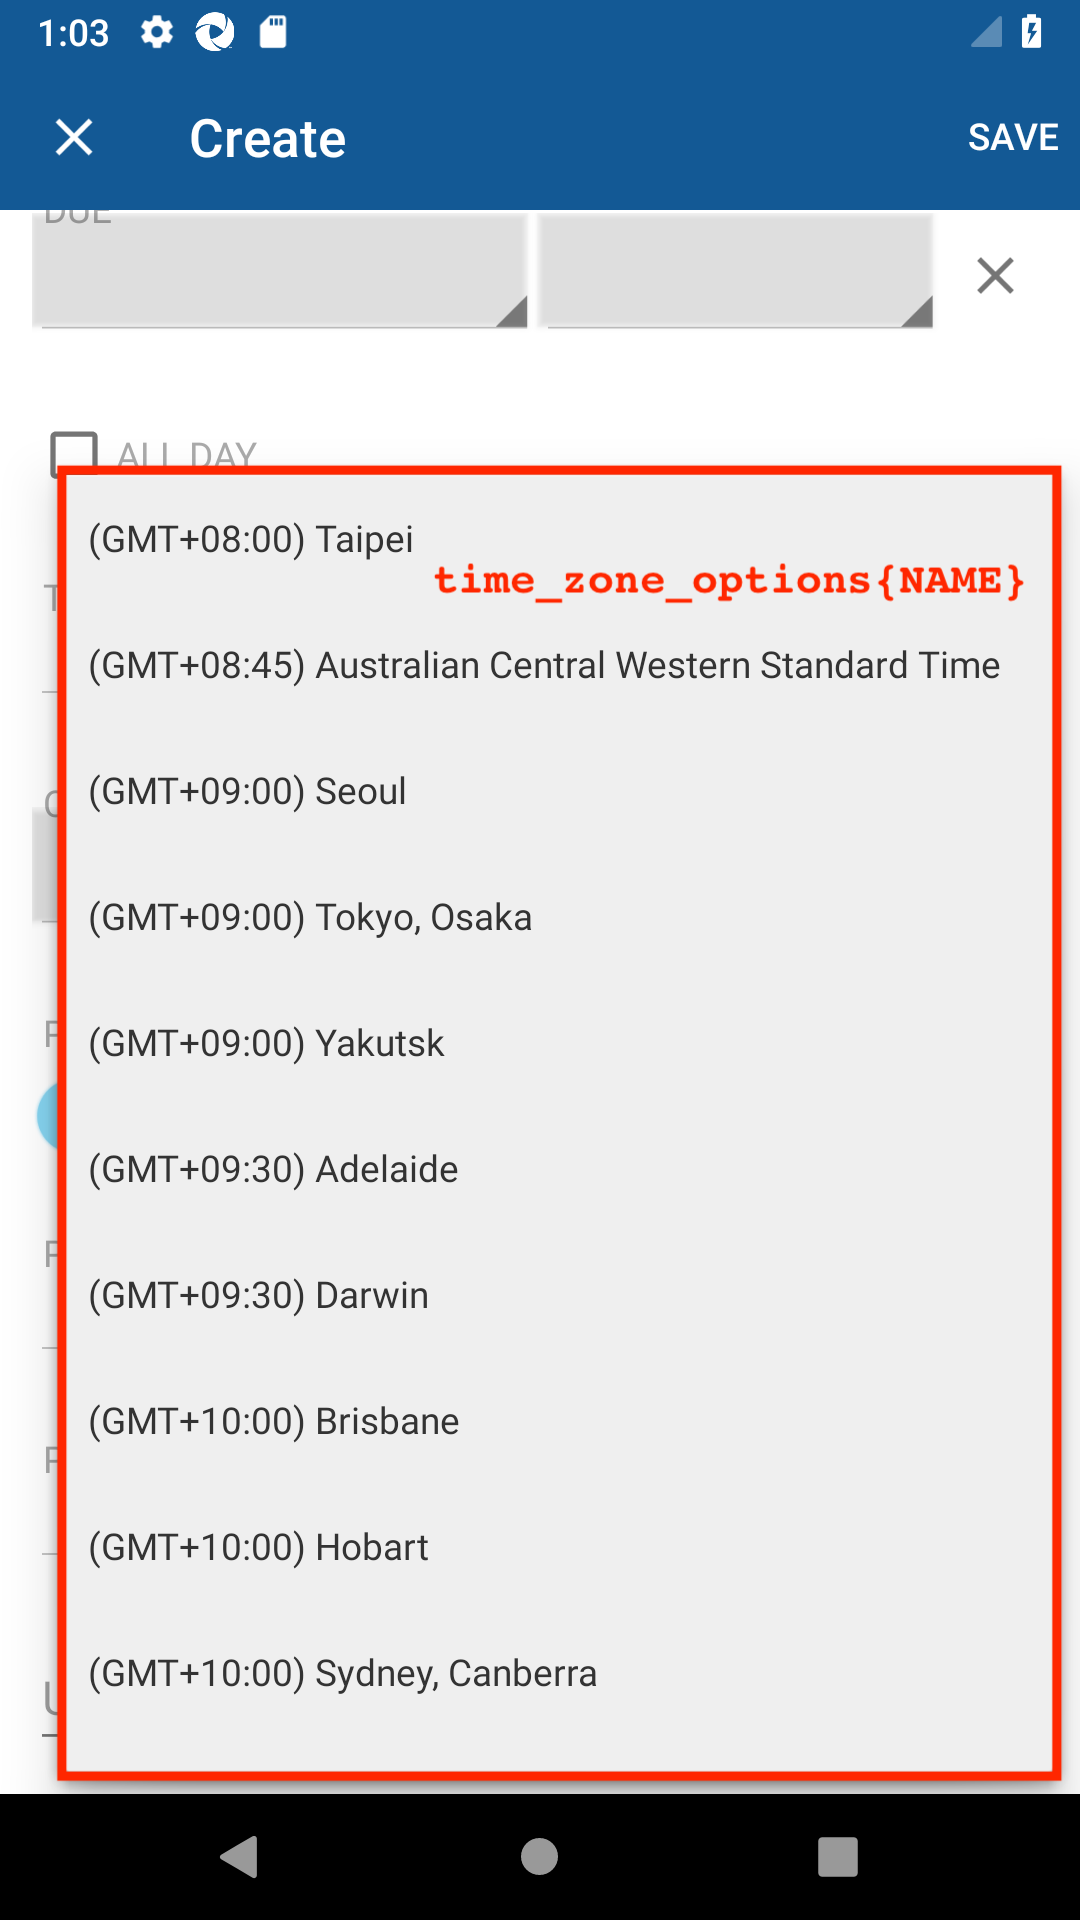 1:03
Create
SAVE
DUE
ALL DAY
(GMT+08:00) Taipei
time_zone_options{NAME}
(GMT+08:45) Australian Central Western Standard Time
(GMT+09:00) Seoul
(GMT+09:00) Tokyo, Osaka
(GMT+09:00) Yakutsk
(GMT+09:30) Adelaide
(GMT+09:30) Darwin
(GMT+10:00) Brisbane
(GMT+10:00) Hobart
(GMT+10:00) Sydney, Canberra